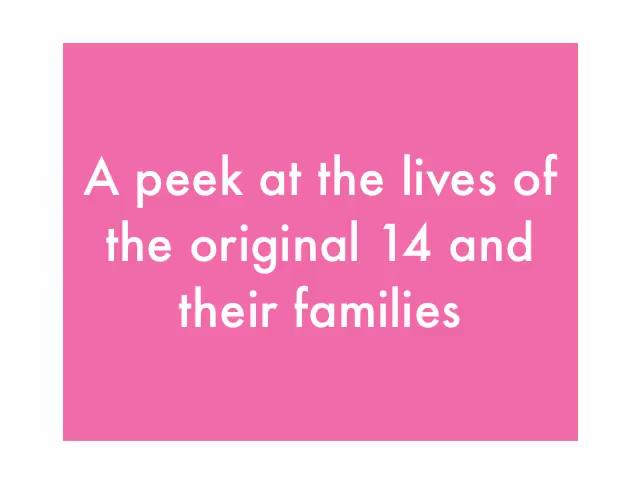 A peek at the lives of
the original 14 and
their families